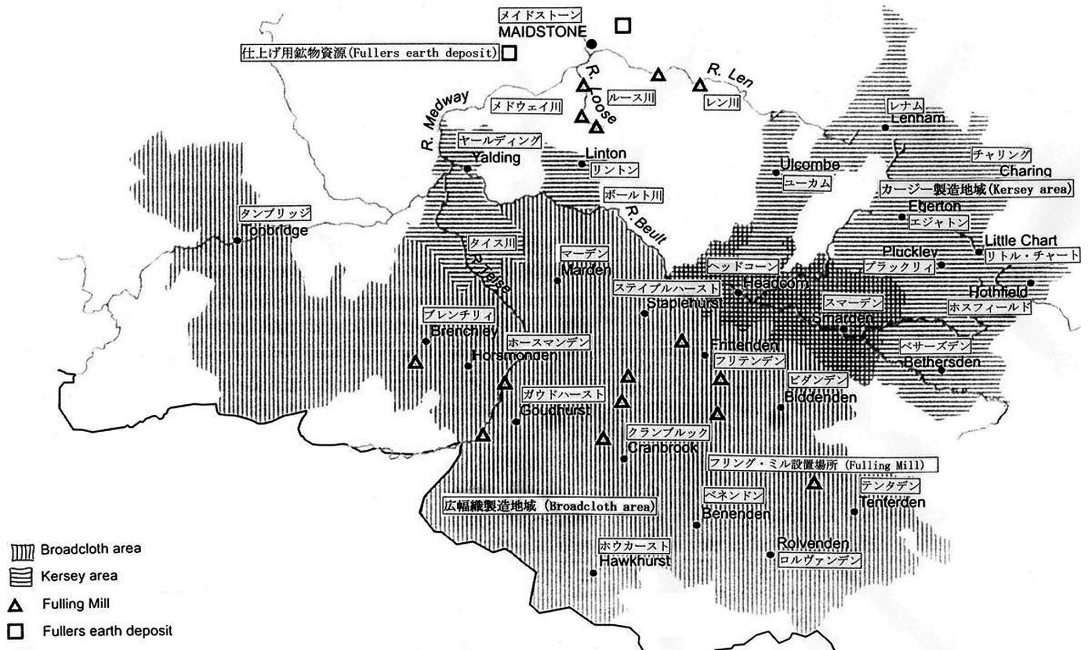 メイドストーン
MAIDSTONE
仕上げ用鉱物資源(Fullers earth deposit)
R. Len
レン川
R. Loose
ルース川
R. Medway
メドウェイ川
レナム
Lenham
ヤールディング
Yalding
Linton
リントン
Ulcombe
ユーカム
チャリング
Charing
カージー製造地域(Kersey area)
Egerton
エジャトン
ボールト川
R. Beult
タンブリッジ
Tonbridge
タイス川
R. Teise
マーデン
Marden
ヘッドコーン
Headcorn
Pluckley
プラックリィ
Little Chart
リトル・チャート
ステイプルハースト
Staplehurst
スマーデン
marden
Hothfield
ホスフィールド
ブレンチリィ
Brenchley
ホースマンデン
Horsmonden
Frittenden
フリテンデン
ベサーズデン
Bethersden
ビダンデン
Biddenden
ガウドハースト
Goudhurst
クランブルック
Cranbrook
フリング・ミル設置場所 (Fulling Mill)
テンタデン
Tenterden
広幅織製造地域 (Broadcloth area)
ベネンドン
Benenden
ホウカースト
Hawkhurst
Rolvenden
ロルヴァンデン
Broadcloth area
Kersey area
Fulling Mill
Fullers earth deposit